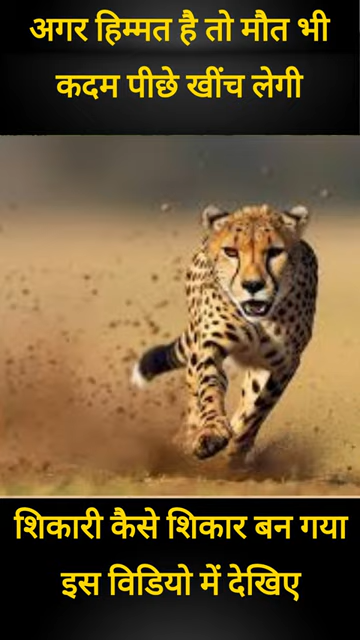 अगर हिम्मत है तो मौत भी
कदम पीछे खींच लेगी
शिकारी कैसे शिकार बन गया
इस विडियो में देखिए